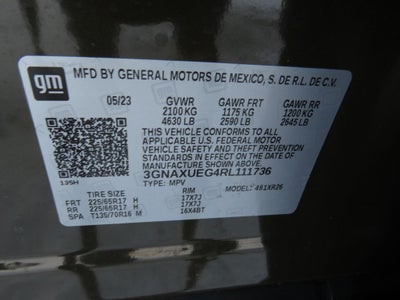 gm
MFD BY GENERAL MOTORS DE MEXICO, S. DE R.L. DE C.V.
05/23 GVWR GAWR FRT GAWR RR
2100 KG 1175 KG 1200 KG
4630 LB 2590 LB 2645 LB
THIS VEHICLE CONFORMS TO ALL
APPLICABLE U.S. FEDERAL MOTOR
VEHICLE SAFETY AND THEFT PREVENTION
STANDARDS IN EFFECT ON THE DATE OF
MANUFACTURE SHOWN ABOVE.
3GNAXUEG4RL111736
TYPE: MPV MODEL: 461XR26
135H
TIRE SIZE RIM
FRT 225/65R17 H 17X7J
RR 225/65R17 H 17X7J
SPA T135/70R16 M 16X4BT